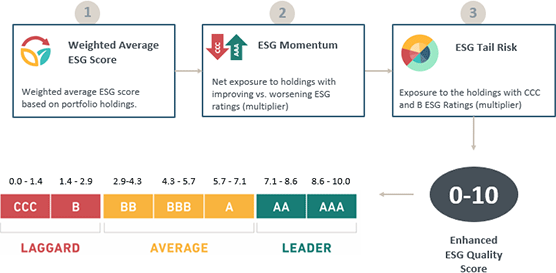 1
2
3
Weighted Average
ESG Score
Weighted average ESG score
based on portfolio holdings.
CCC
AAA
ESG Momentum
Net exposure to holdings with
improving vs. worsening ESG
ratings (multiplier)
ESG Tail Risk
Exposure to the holdings with CCC
and B ESG Ratings (multiplier)
0.0 - 1.4
1.4 - 2.9
2.9-4.3
4.3 - 5.7
5.7 - 7.1
7.1 - 8.6
8.6 - 10.0
CCC
B
BB
BBB
A
AA
AAA
LAGGARD
AVERAGE
LEADER
0-10
Enhanced
ESG Quality
Score